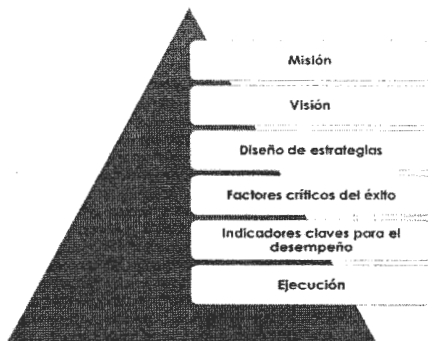 Misión
Visión
Diseño de estrategias
Factores críticos del éxito
Indicadores claves para el
desempeño
Ejecución